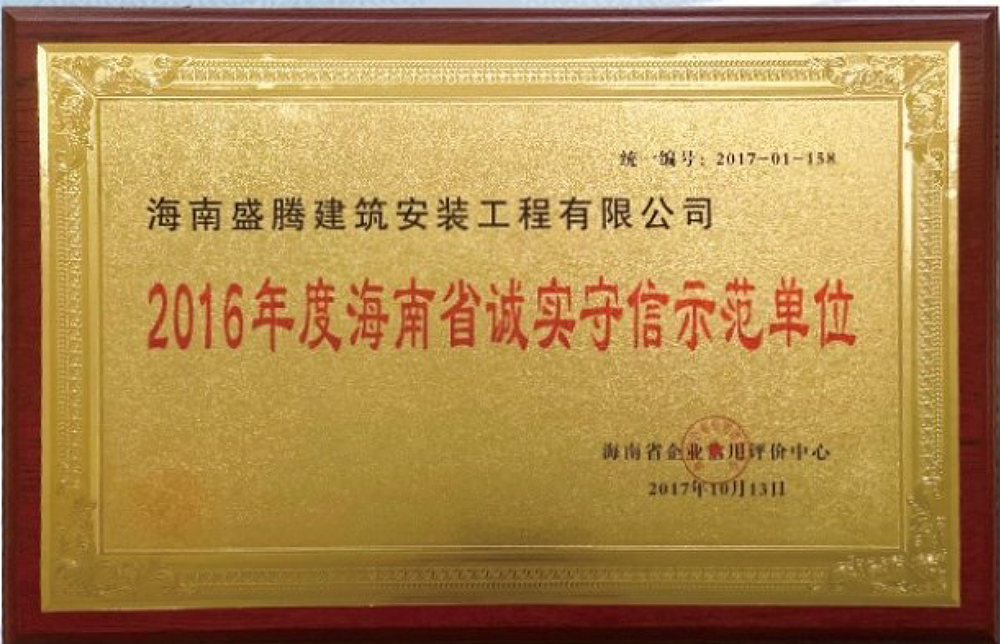 统一编号：2017-01-158
海南盛腾建筑安装工程有限公司
2016年度海南省诚实守信示范单位
海南省企业信用评价中心
2017年10月13日